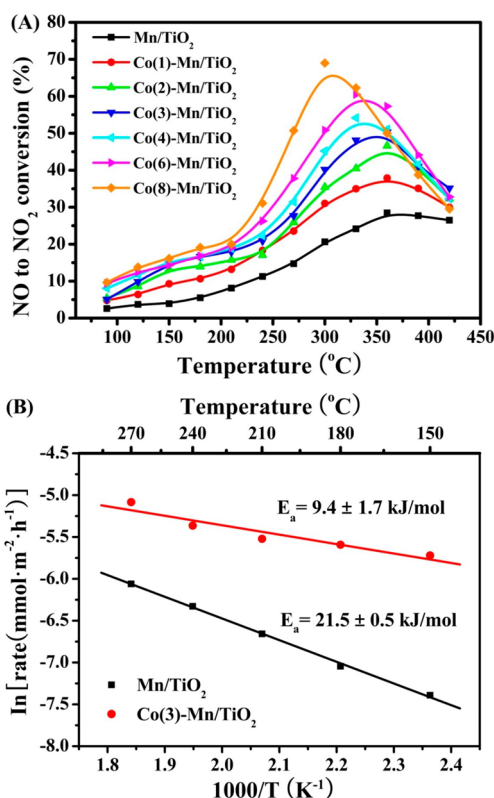 (A)
80
70
60
50
40
30
20
10
0
NO to NO₂ conversion (%)
Mn/TiO₂
Co(1)-Mn/TiO₂
Co(2)-Mn/TiO₂
Co(3)-Mn/TiO₂
Co(4)-Mn/TiO₂
Co(6)-Mn/TiO₂
Co(8)-Mn/TiO₂
100 150 200 250 300 350 400 450
Temperature (°C)
(B)
Temperature (°C)
270 240 210 180 150
-4.5
-5.0
-5.5
-6.0
-6.5
-7.0
-7.5
-8.0
ln[rate(mmol·m⁻²·h⁻¹)]
Eₐ= 9.4 ± 1.7 kJ/mol
Eₐ= 21.5 ± 0.5 kJ/mol
Mn/TiO₂
Co(3)-Mn/TiO₂
1.8 1.9 2.0 2.1 2.2 2.3 2.4
1000/T (K⁻¹)